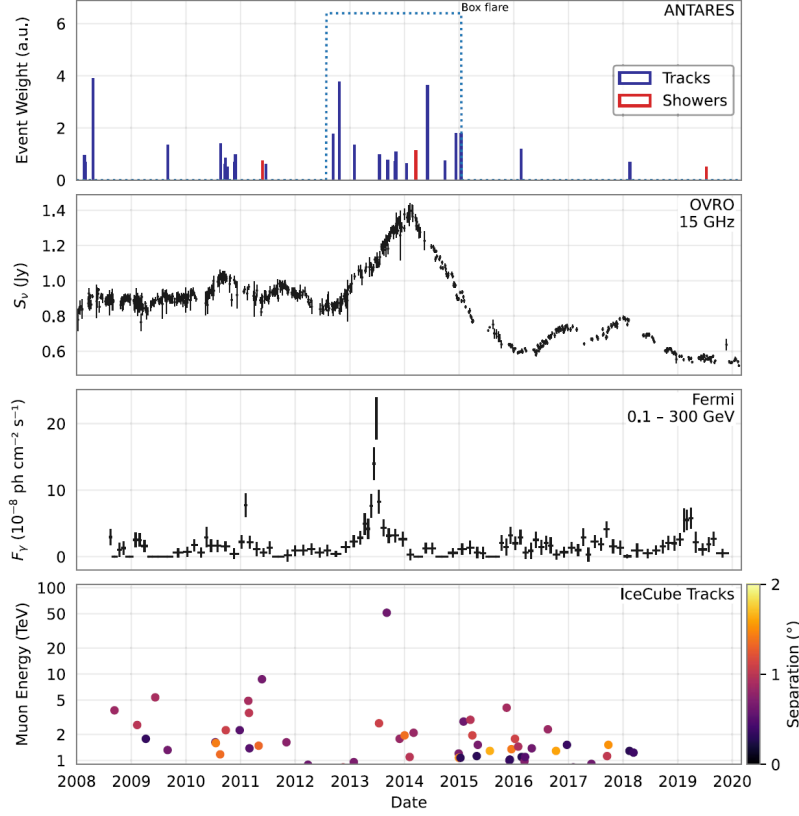 Box flare
ANTARES
Event Weight (a.u.)
6
4
2
0
Tracks
Showers
OVRO
15 GHz
Sν (Jy)
1.4
1.2
1.0
0.8
0.6
Fermi
0.1 – 300 GeV
Fγ (10⁻⁸ ph cm⁻² s⁻¹)
20
10
0
IceCube Tracks
Muon Energy (TeV)
100
50
20
10
5
2
1
2
1
0
Separation (°)
2008 2009 2010 2011 2012 2013 2014 2015 2016 2017 2018 2019 2020
Date